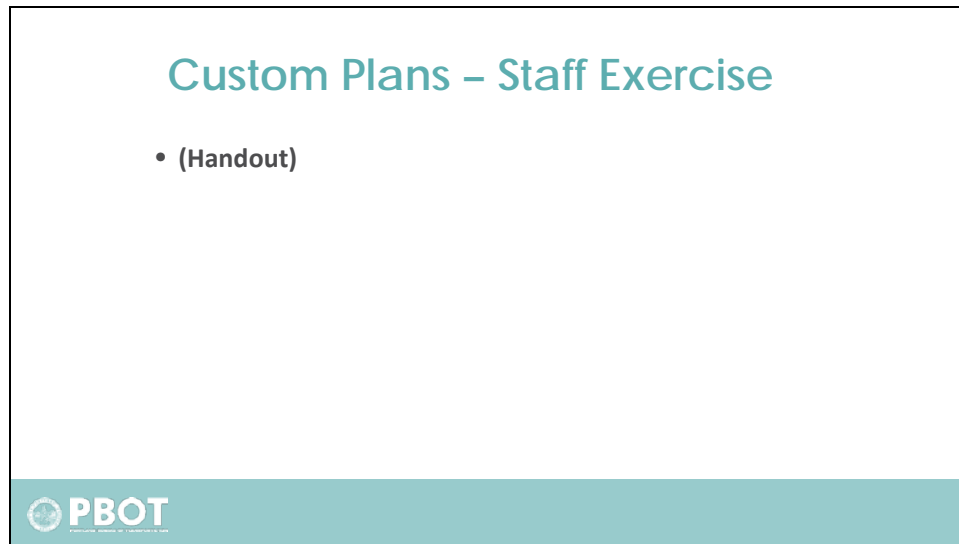 Custom Plans – Staff Exercise
• (Handout)
PBOT